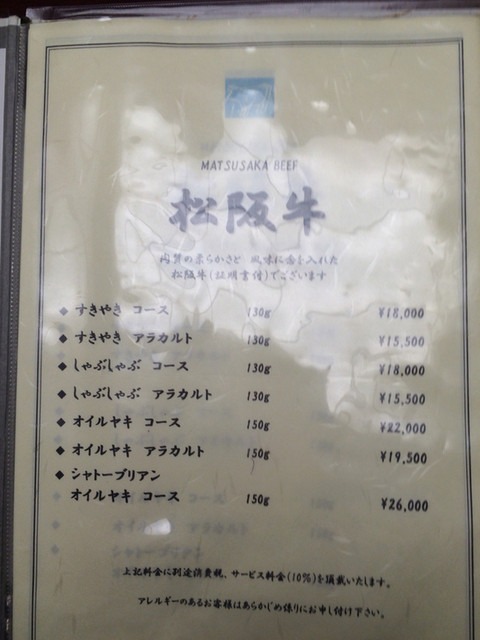 MATSUSAKA BEEF
松阪牛
肉質の柔らかさと 風味に念を入れた
松阪牛(証明書付)でございます
◆ すきやき コース 130g ¥18,000
◆ すきやき アラカルト 130g ¥15,500
◆ しゃぶしゃぶ コース 130g ¥18,000
◆ しゃぶしゃぶ アラカルト 130g ¥15,500
◆ オイルヤキ コース 150g ¥22,000
◆ オイルヤキ アラカルト 150g ¥19,500
◆ シャトーブリアン
オイルヤキ コース 150g ¥26,000
上記料金に別途消費税、サービス料金(10%)を頂戴いたします。
アレルギーのあるお客様はあらかじめ係りにお申し付け下さい。